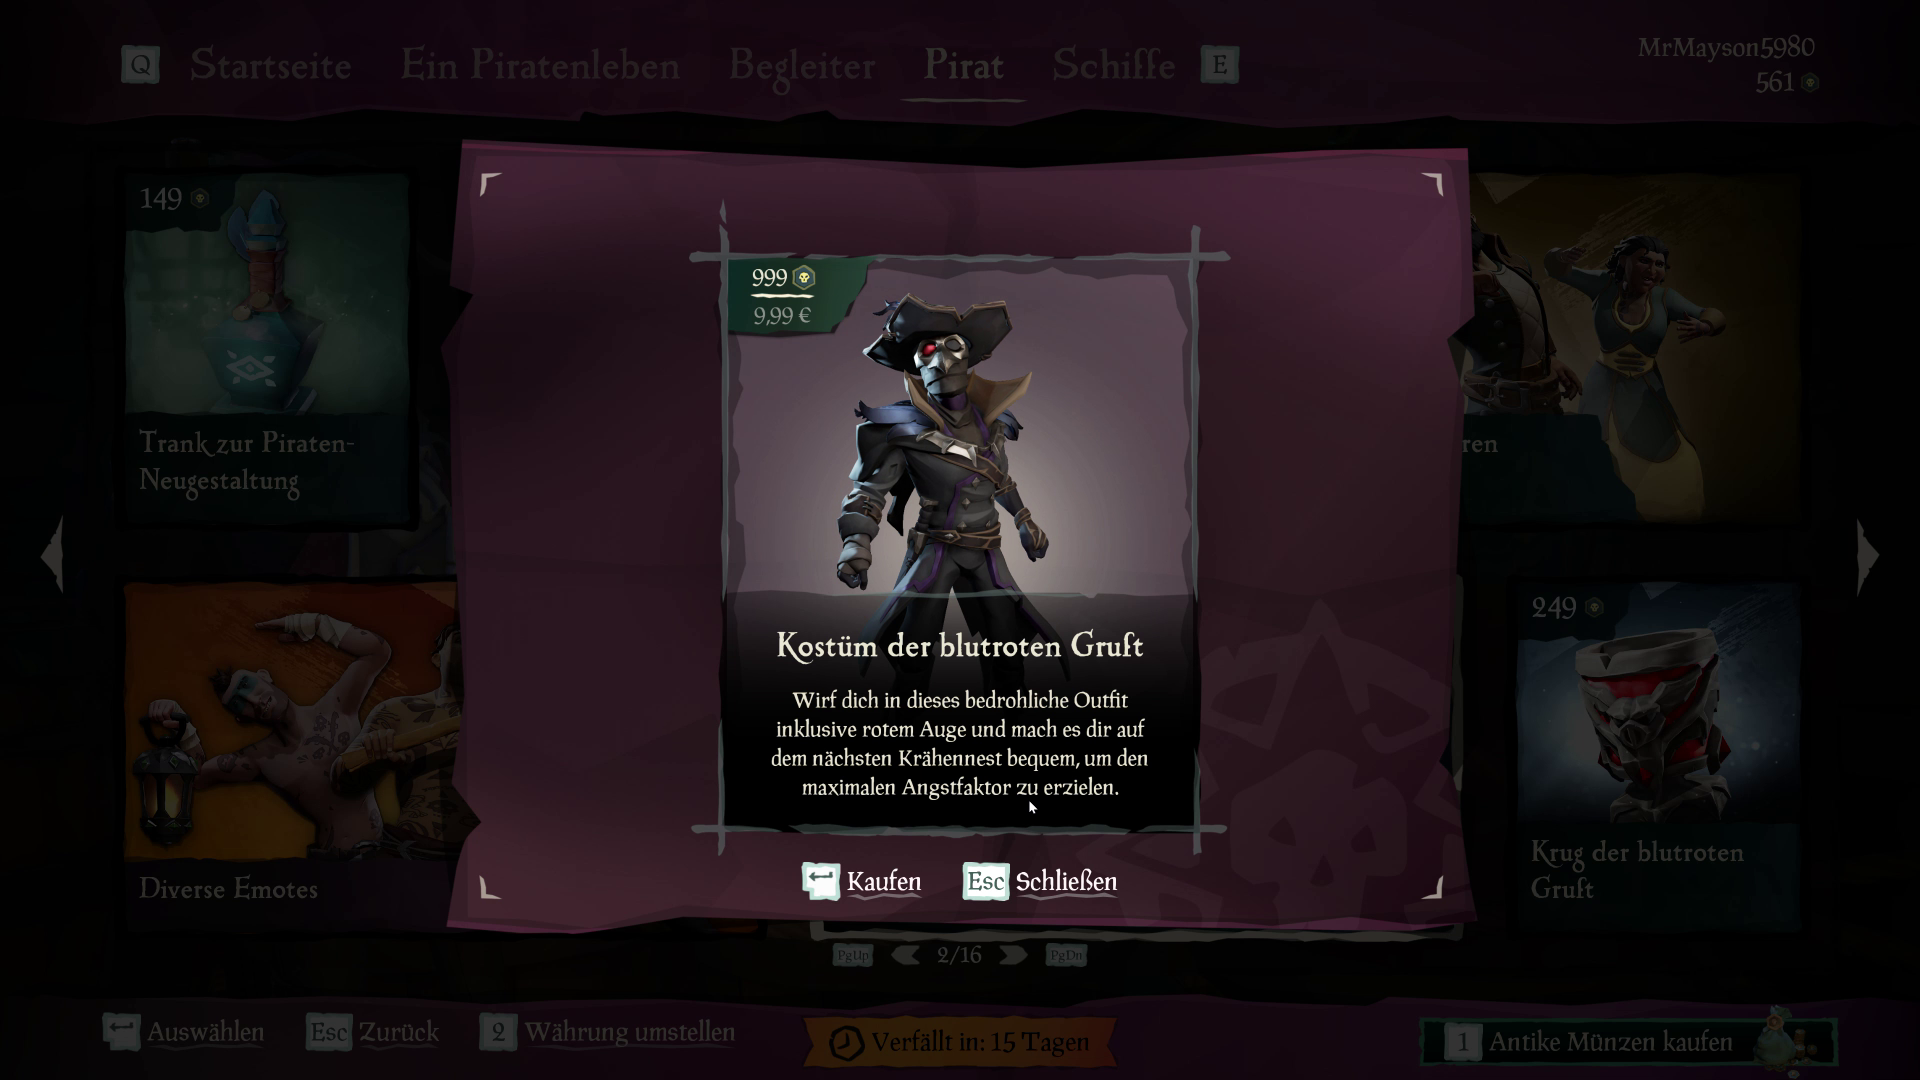 Q Startseite Ein Piratenleben Begleiter Pirat Schiffe E
MrMayson5980
561
149
Trank zur Piraten-
Neugestaltung
999
9,99 €
Kostüm der blutroten Gruft
Wirf dich in dieses bedrohliche Outfit
inklusive rotem Auge und mach es dir auf
dem nächsten Krähennest bequem, um den
maximalen Angstfaktor zu erzielen.
Kaufen Esc Schließen
ren
Diverse Emotes
249
Krug der blutroten
Gruft
PgUp 2/16 PgDn
Auswählen Esc Zurück 2 Währung umstellen
Verfällt in: 15 Tagen
1 Antike Münzen kaufen